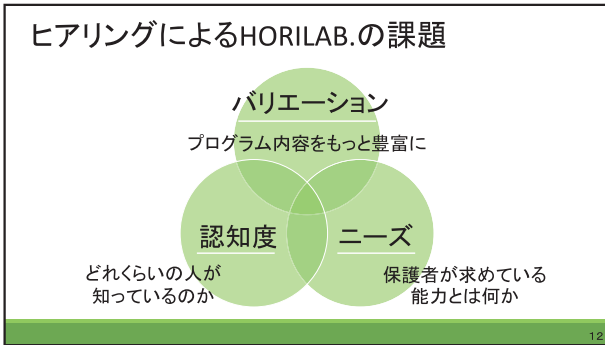 ヒアリングによるHORILAB.の課題
バリエーション
プログラム内容をもっと豊富に
認知度
どれくらいの人が
知っているのか
ニーズ
保護者が求めている
能力とは何か
12